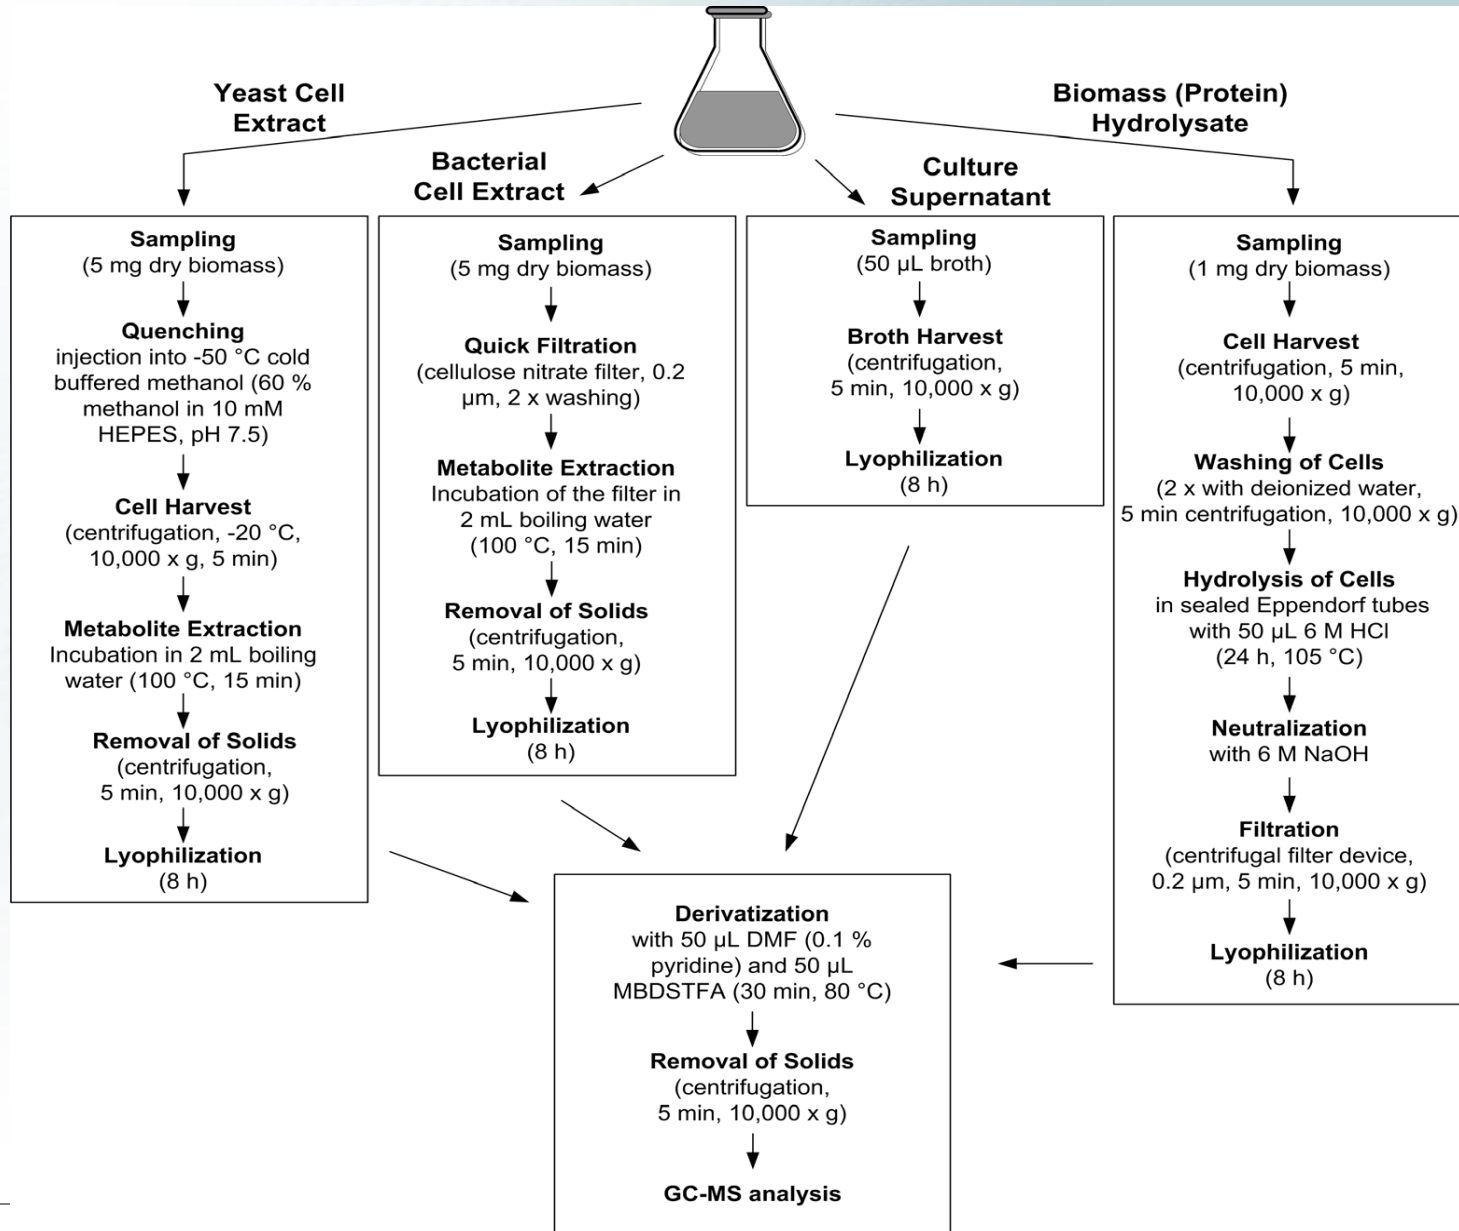 Yeast Cell
Extract
Bacterial
Cell Extract
Culture
Supernatant
Biomass (Protein)
Hydrolysate
Sampling
(5 mg dry biomass)
Quenching
injection into -50 °C cold
buffered methanol (60 %
methanol in 10 mM
HEPES, pH 7.5)
Cell Harvest
(centrifugation, -20 °C,
10,000 x g, 5 min)
Metabolite Extraction
Incubation in 2 mL boiling
water (100 °C, 15 min)
Removal of Solids
(centrifugation,
5 min, 10,000 x g)
Lyophilization
(8 h)
Sampling
(5 mg dry biomass)
Quick Filtration
(cellulose nitrate filter, 0.2
µm, 2 x washing)
Metabolite Extraction
Incubation of the filter in
2 mL boiling water
(100 °C, 15 min)
Removal of Solids
(centrifugation,
5 min, 10,000 x g)
Lyophilization
(8 h)
Sampling
(50 µL broth)
Broth Harvest
(centrifugation,
5 min, 10,000 x g)
Lyophilization
(8 h)
Sampling
(1 mg dry biomass)
Cell Harvest
(centrifugation, 5 min,
10,000 x g)
Washing of Cells
(2 x with deionized water,
5 min centrifugation, 10,000 x g)
Hydrolysis of Cells
in sealed Eppendorf tubes
with 50 µL 6 M HCl
(24 h, 105 °C)
Neutralization
with 6 M NaOH
Filtration
(centrifugal filter device,
0.2 µm, 5 min, 10,000 x g)
Lyophilization
(8 h)
Derivatization
with 50 µL DMF (0.1 %
pyridine) and 50 µL
MBDSTFA (30 min, 80 °C)
Removal of Solids
(centrifugation,
5 min, 10,000 x g)
GC-MS analysis